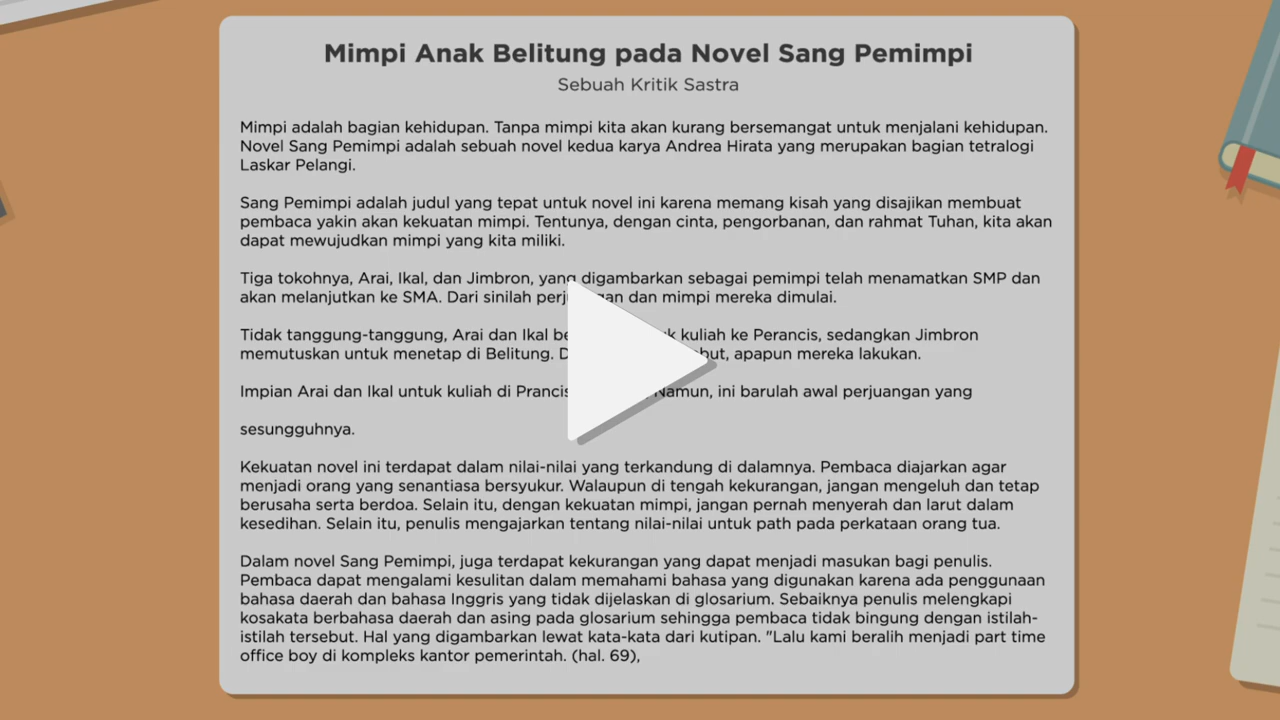 Mimpi Anak Belitung pada Novel Sang Pemimpi
Sebuah Kritik Sastra
Mimpi adalah bagian kehidupan. Tanpa mimpi kita akan kurang bersemangat untuk menjalani kehidupan.
Novel Sang Pemimpi adalah sebuah novel kedua karya Andrea Hirata yang merupakan bagian tetralogi
Laskar Pelangi.
Sang Pemimpi adalah judul yang tepat untuk novel ini karena memang kisah yang disajikan membuat
pembaca yakin akan kekuatan mimpi. Tentunya, dengan cinta, pengorbanan, dan rahmat Tuhan, kita akan
dapat mewujudkan mimpi yang kita miliki.
Tiga tokohnya, Arai, Ikal, dan Jimbron, yang digambarkan sebagai pemimpi telah menamatkan SMP dan
akan melanjutkan ke SMA. Dari sinilah dan mimpi mereka dimulai.
Tidak tanggung-tanggung, Arai dan Ikal kuliah ke Perancis, sedangkan Jimbron
memutuskan untuk menetap di Belitung. apapun mereka lakukan.
Impian Arai dan Ikal untuk kuliah di Namun, ini barulah awal perjuangan yang
sesungguhnya.
Kekuatan novel ini terdapat dalam nilai-nilai yang terkandung di dalamnya. Pembaca diajarkan agar
menjadi orang yang senantiasa bersyukur. Walaupun di tengah kekurangan, jangan mengeluh dan tetap
berusaha serta berdoa. Selain itu, dengan kekuatan mimpi, jangan pernah menyerah dan larut dalam
kesedihan. Selain itu, penulis mengajarkan tentang nilai-nilai untuk path pada perkataan orang tua.
Dalam novel Sang Pemimpi, juga terdapat kekurangan yang dapat menjadi masukan bagi penulis.
Pembaca dapat mengalami kesulitan dalam memahami bahasa yang digunakan karena ada penggunaan
bahasa daerah dan bahasa Inggris yang tidak dijelaskan di glosarium. Sebaiknya penulis melengkapi
kosakata berbahasa daerah dan asing pada glosarium sehingga pembaca tidak bingung dengan istilah-
istilah tersebut. Hal yang digambarkan lewat kata-kata dari kutipan. "Lalu kami beralih menjadi part time
office boy di kompleks kantor pemerintah. (hal. 69),